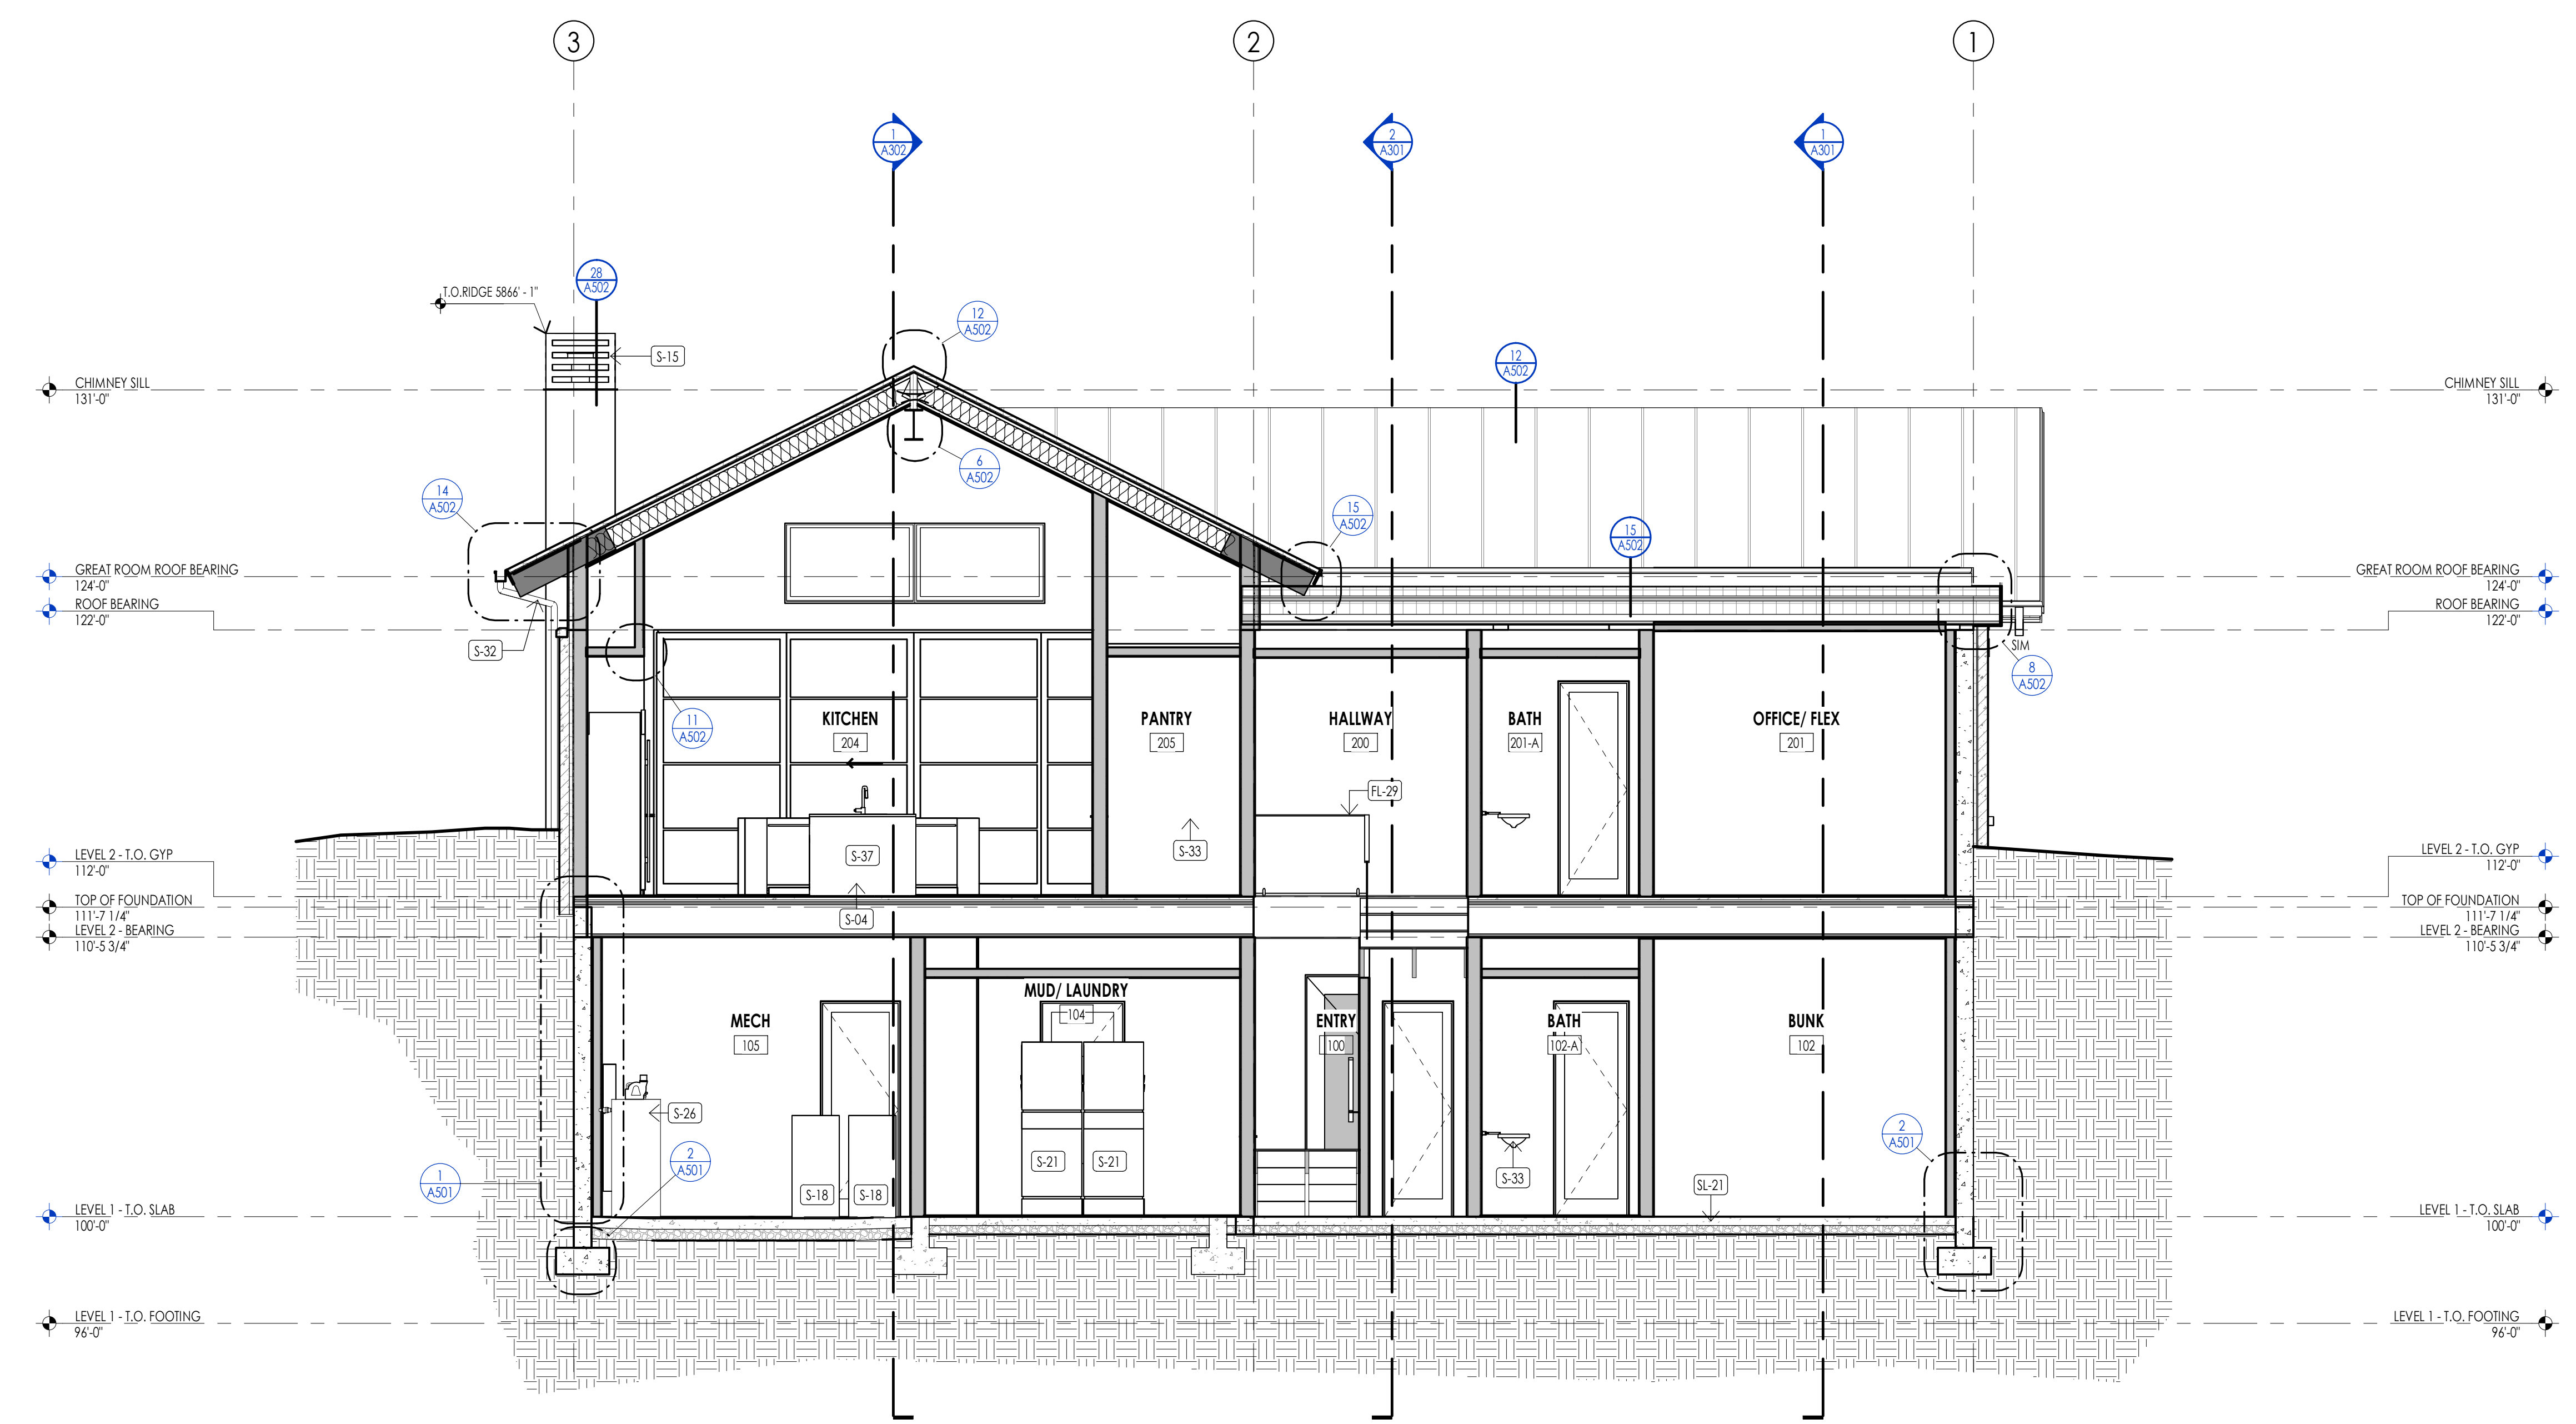 3
2
1
1
A302
2
A301
1
A301
28
A502
T.O.RIDGE 5866' - 1"
12
A502
S-15
12
A502
CHIMNEY SILL
131'-0"
CHIMNEY SILL
131'-0"
6
A502
14
A502
15
A502
15
A502
GREAT ROOM ROOF BEARING
124'-0"
GREAT ROOM ROOF BEARING
124'-0"
ROOF BEARING
122'-0"
ROOF BEARING
122'-0"
S-32
SIM
8
A502
11
A502
KITCHEN
204
PANTRY
205
HALLWAY
200
BATH
201-A
OFFICE/ FLEX
201
FL-29
S-37
S-33
LEVEL 2 - T.O. GYP
112'-0"
LEVEL 2 - T.O. GYP
112'-0"
S-04
TOP OF FOUNDATION
111'-7 1/4"
TOP OF FOUNDATION
111'-7 1/4"
LEVEL 2 - BEARING
110'-5 3/4"
LEVEL 2 - BEARING
110'-5 3/4"
MECH
105
MUD/ LAUNDRY
104
ENTRY
100
BATH
102-A
BUNK
102
S-26
2
A501
2
A501
1
A501
S-21
S-21
S-18
S-18
S-33
SL-21
LEVEL 1 - T.O. SLAB
100'-0"
LEVEL 1 - T.O. SLAB
100'-0"
LEVEL 1 - T.O. FOOTING
96'-0"
LEVEL 1 - T.O. FOOTING
96'-0"